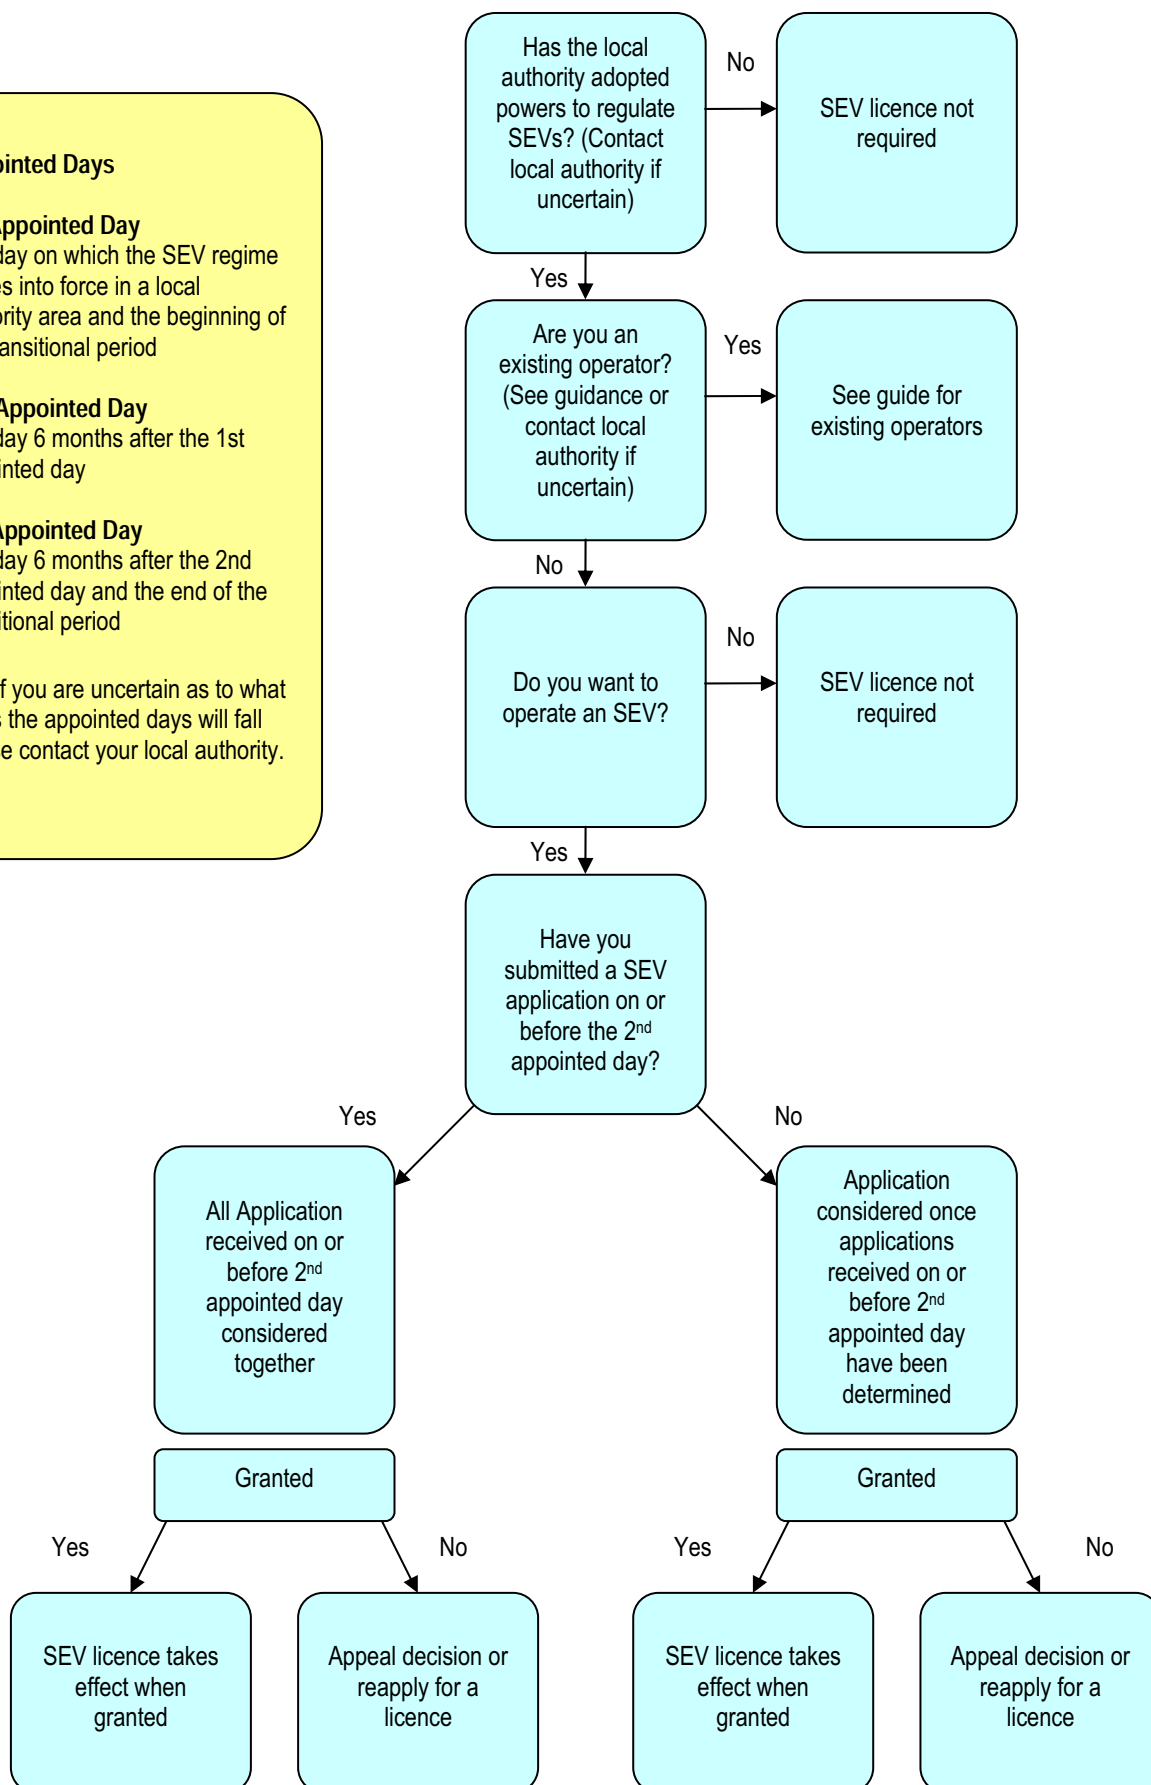 ointed Days
Appointed Day
day on which the SEV regime
es into force in a local
ority area and the beginning of
ansitional period
Appointed Day
day 6 months after the 1st
inted day
Appointed Day
day 6 months after the 2nd
inted day and the end of the
itional period
f you are uncertain as to what
s the appointed days will fall
e contact your local authority.
Has the local
authority adopted
powers to regulate
SEVs? (Contact
local authority if
uncertain)
No
SEV licence not
required
Yes
Are you an
existing operator?
(See guidance or
contact local
authority if
uncertain)
Yes
See guide for
existing operators
No
Do you want to
operate an SEV?
No
SEV licence not
required
Yes
Have you
submitted a SEV
application on or
before the 2nd
appointed day?
Yes
No
All Application
received on or
before 2nd
appointed day
considered
together
Application
considered once
applications
received on or
before 2nd
appointed day
have been
determined
Granted
Granted
Yes
No
Yes
No
SEV licence takes
effect when
granted
Appeal decision or
reapply for a
licence
SEV licence takes
effect when
granted
Appeal decision or
reapply for a
licence